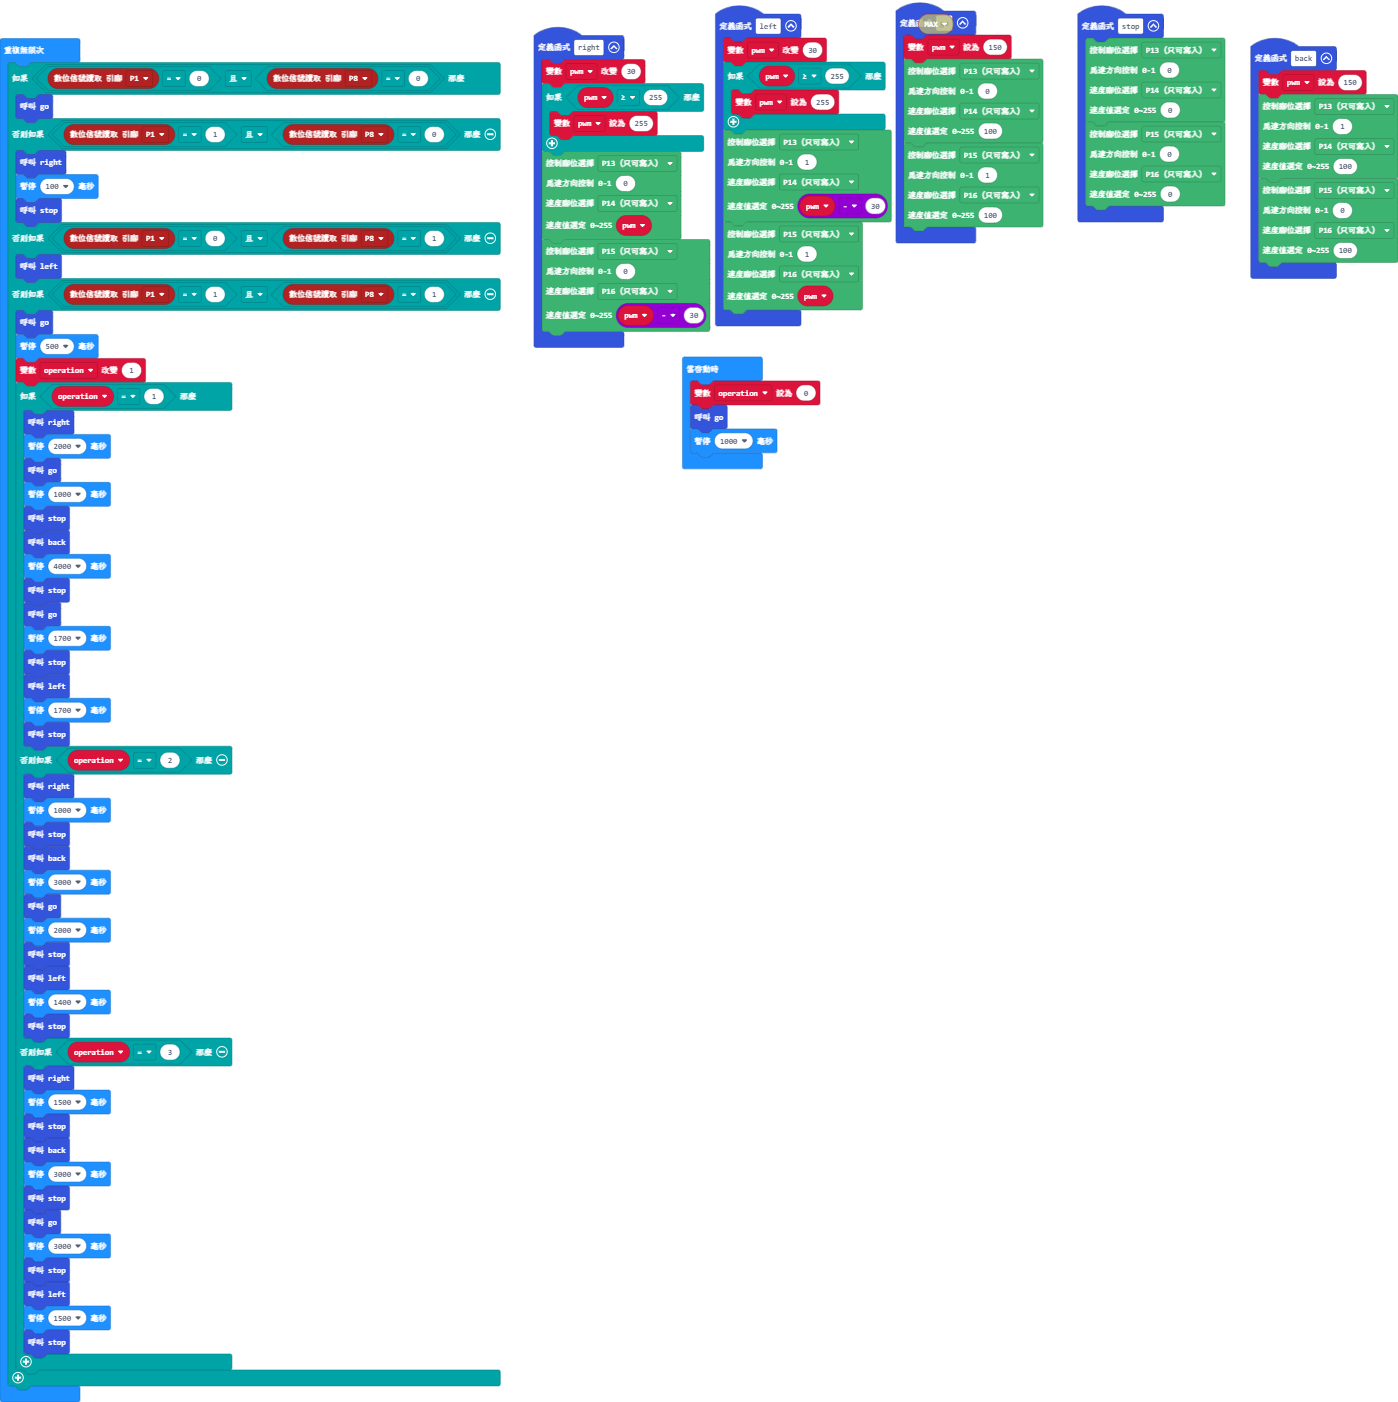 重複無限次
如果 數位信號讀取 引腳 P1 = 0 且 數位信號讀取 引腳 P8 = 0 那麼
呼叫 go
否則如果 數位信號讀取 引腳 P1 = 1 且 數位信號讀取 引腳 P8 = 0 那麼
呼叫 right
暫停 100 毫秒
呼叫 stop
否則如果 數位信號讀取 引腳 P1 = 0 且 數位信號讀取 引腳 P8 = 1 那麼
呼叫 left
否則如果 數位信號讀取 引腳 P1 = 1 且 數位信號讀取 引腳 P8 = 1 那麼
呼叫 go
暫停 500 毫秒
變數 operation 改變 1
如果 operation = 1 那麼
呼叫 right
暫停 2000 毫秒
呼叫 go
暫停 1000 毫秒
呼叫 stop
呼叫 back
暫停 4000 毫秒
呼叫 stop
呼叫 go
暫停 1700 毫秒
呼叫 stop
呼叫 left
暫停 1700 毫秒
呼叫 stop
否則如果 operation = 2 那麼
呼叫 right
暫停 1000 毫秒
呼叫 stop
呼叫 back
暫停 3000 毫秒
呼叫 go
暫停 2000 毫秒
呼叫 stop
呼叫 left
暫停 1400 毫秒
呼叫 stop
否則如果 operation = 3 那麼
呼叫 right
暫停 1500 毫秒
呼叫 stop
呼叫 back
暫停 3000 毫秒
呼叫 stop
呼叫 go
暫停 3000 毫秒
呼叫 stop
呼叫 left
暫停 1500 毫秒
呼叫 stop
定義函式 right
變數 pwm 改變 30
如果 pwm ≥ 255 那麼
變數 pwm 設為 255
控制腳位選擇 P13 (只可寫入)
馬達方向控制 0-1 0
速度腳位選擇 P14 (只可寫入)
速度值選定 0~255 pwm
控制腳位選擇 P15 (只可寫入)
馬達方向控制 0-1 0
速度腳位選擇 P16 (只可寫入)
速度值選定 0~255 pwm - 30
定義函式 left
變數 pwm 改變 30
如果 pwm ≥ 255 那麼
變數 pwm 設為 255
控制腳位選擇 P13 (只可寫入)
馬達方向控制 0-1 1
速度腳位選擇 P14 (只可寫入)
速度值選定 0~255 pwm - 30
控制腳位選擇 P15 (只可寫入)
馬達方向控制 0-1 1
速度腳位選擇 P16 (只可寫入)
速度值選定 0~255 pwm
定義 MAX
變數 pwm 設為 150
控制腳位選擇 P13 (只可寫入)
馬達方向控制 0-1 0
速度腳位選擇 P14 (只可寫入)
速度值選定 0~255 100
控制腳位選擇 P15 (只可寫入)
馬達方向控制 0-1 1
速度腳位選擇 P16 (只可寫入)
速度值選定 0~255 100
定義函式 stop
控制腳位選擇 P13 (只可寫入)
馬達方向控制 0-1 0
速度腳位選擇 P14 (只可寫入)
速度值選定 0~255 0
控制腳位選擇 P15 (只可寫入)
馬達方向控制 0-1 0
速度腳位選擇 P16 (只可寫入)
速度值選定 0~255 0
定義函式 back
變數 pwm 設為 150
控制腳位選擇 P13 (只可寫入)
馬達方向控制 0-1 1
速度腳位選擇 P14 (只可寫入)
速度值選定 0~255 100
控制腳位選擇 P15 (只可寫入)
馬達方向控制 0-1 0
速度腳位選擇 P16 (只可寫入)
速度值選定 0~255 100
當啟動時
變數 operation 設為 0
呼叫 go
暫停 1000 毫秒